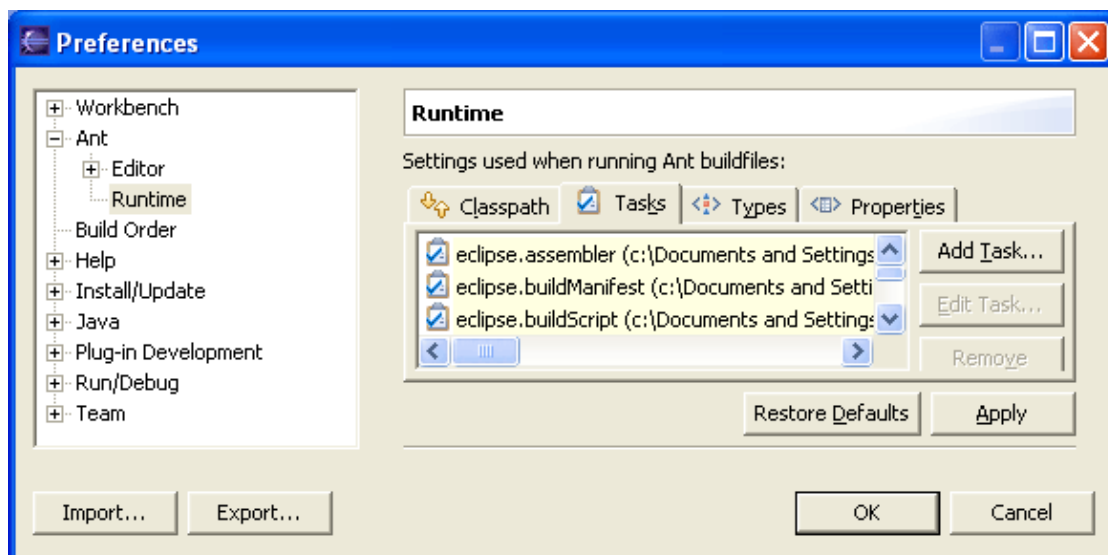 Preferences
Workbench
Ant
Editor
Runtime
Build Order
Help
Install/Update
Java
Plug-in Development
Run/Debug
Team
Runtime
Settings used when running Ant buildfiles:
Classpath Tasks Types Properties
eclipse.assembler (c:\Documents and Settings
eclipse.buildManifest (c:\Documents and Setti
eclipse.buildScript (c:\Documents and Settings
Add Task...
Edit Task...
Remove
Restore Defaults Apply
Import... Export... OK Cancel